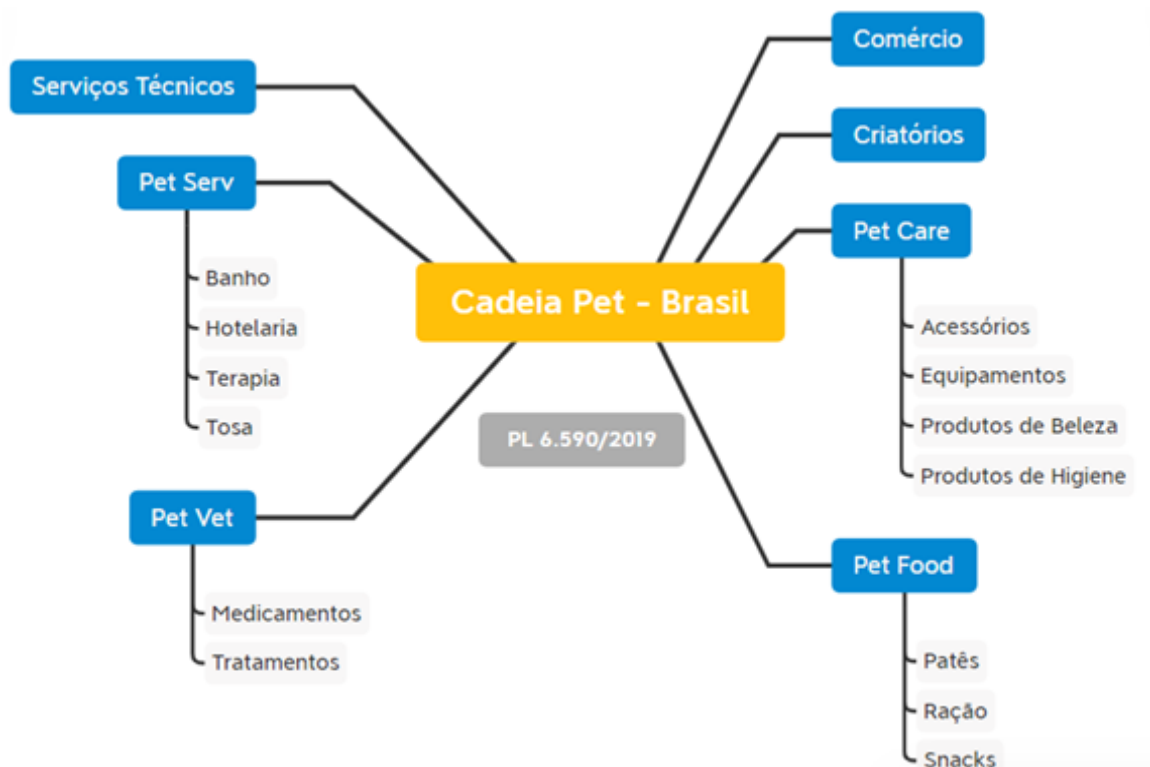 Cadeia Pet - Brasil
PL 6.590/2019
Serviços Técnicos
Pet Serv
Banho
Hotelaria
Terapia
Tosa
Pet Vet
Medicamentos
Tratamentos
Comércio
Criatórios
Pet Care
Acessórios
Equipamentos
Produtos de Beleza
Produtos de Higiene
Pet Food
Patês
Ração
Snacks